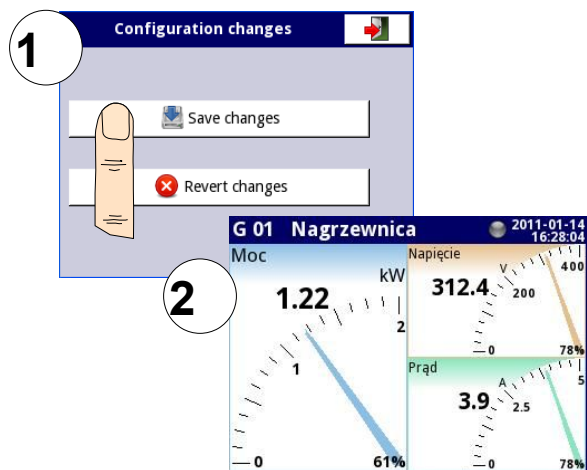 1
Configuration changes
Save changes
Revert changes
2
G 01 Nagrzewnica
2011-01-14
16:28:04
Moc
kW
1.22
2
1
0
61%
Napięcie
V
400
312.4
200
0
78%
Prąd
A
5
3.9
2.5
0
78%